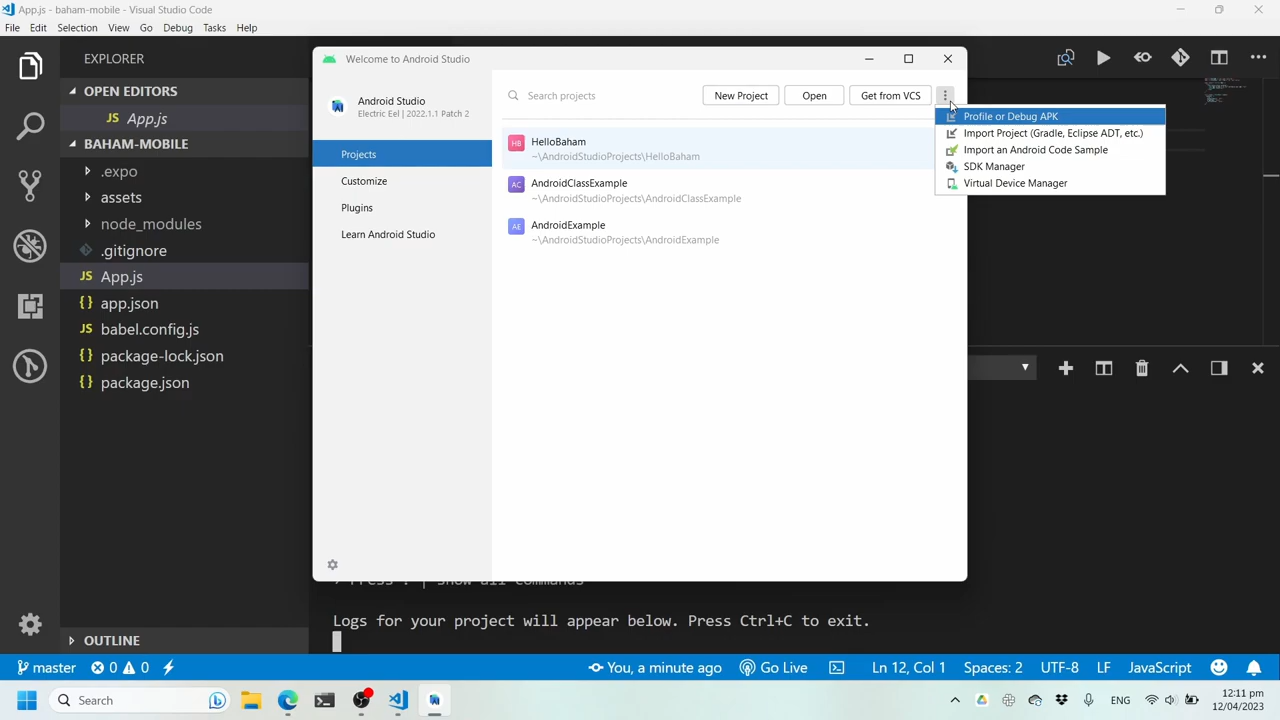 App.js - baham-mobile - Visual Studio Code
File Edit Selection View Go Debug Tasks Help
EXPLORER
OPEN EDITORS
JS App.js
BAHAM-MOBILE
.expo
assets
node_modules
.gitignore
JS App.js
{} app.json
JS babel.config.js
{} package-lock.json
{} package.json
OUTLINE
Welcome to Android Studio
Android Studio
Electric Eel | 2022.1.1 Patch 2
Projects
Customize
Plugins
Learn Android Studio
Search projects
New Project
Open
Get from VCS
HB HelloBaham
~\AndroidStudioProjects\HelloBaham
AC AndroidClassExample
~\AndroidStudioProjects\AndroidClassExample
AE AndroidExample
~\AndroidStudioProjects\AndroidExample
Profile or Debug APK
Import Project (Gradle, Eclipse ADT, etc.)
Import an Android Code Sample
SDK Manager
Virtual Device Manager
› Press ? | show all commands
Logs for your project will appear below. Press Ctrl+C to exit.
master 0 0 You, a minute ago Go Live Ln 12, Col 1 Spaces: 2 UTF-8 LF JavaScript
Search ENG 12:11 pm
12/04/2023